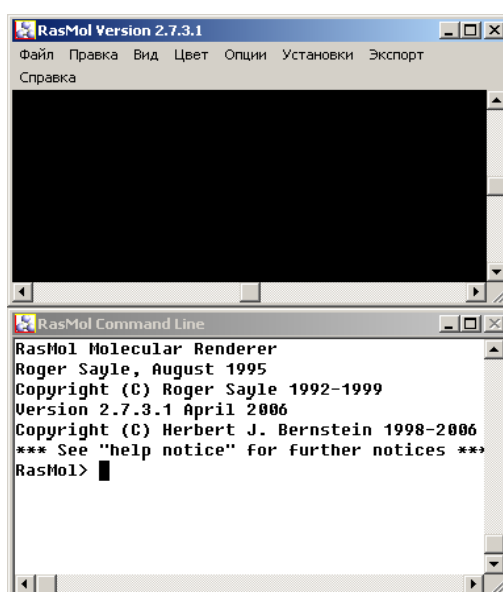 RasMol Version 2.7.3.1
Файл Правка Вид Цвет Опции Установки Экспорт
Справка
RasMol Command Line
RasMol Molecular Renderer
Roger Sayle, August 1995
Copyright (C) Roger Sayle 1992-1999
Version 2.7.3.1 April 2006
Copyright (C) Herbert J. Bernstein 1998-2006
*** See "help notice" for further notices ***
RasMol>